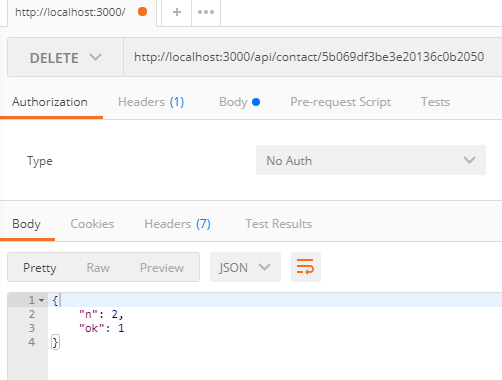 http://localhost:3000/
+
•••
DELETE http://localhost:3000/api/contact/5b069df3be3e20136c0b2050
Authorization Headers (1) Body Pre-request Script Tests
Type No Auth
Body Cookies Headers (7) Test Results
Pretty Raw Preview JSON
1 {
2 "n": 2,
3 "ok": 1
4 }